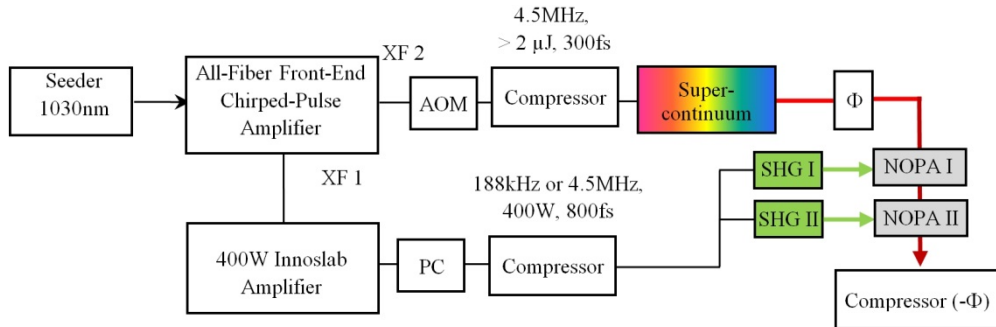 Seeder
1030nm
All-Fiber Front-End
Chirped-Pulse
Amplifier
XF 2
AOM
4.5MHz,
> 2 µJ, 300fs
Compressor
Super-
continuum
Φ
XF 1
400W Innoslab
Amplifier
PC
188kHz or 4.5MHz,
400W, 800fs
Compressor
SHG I
NOPA I
SHG II
NOPA II
Compressor (-Φ)